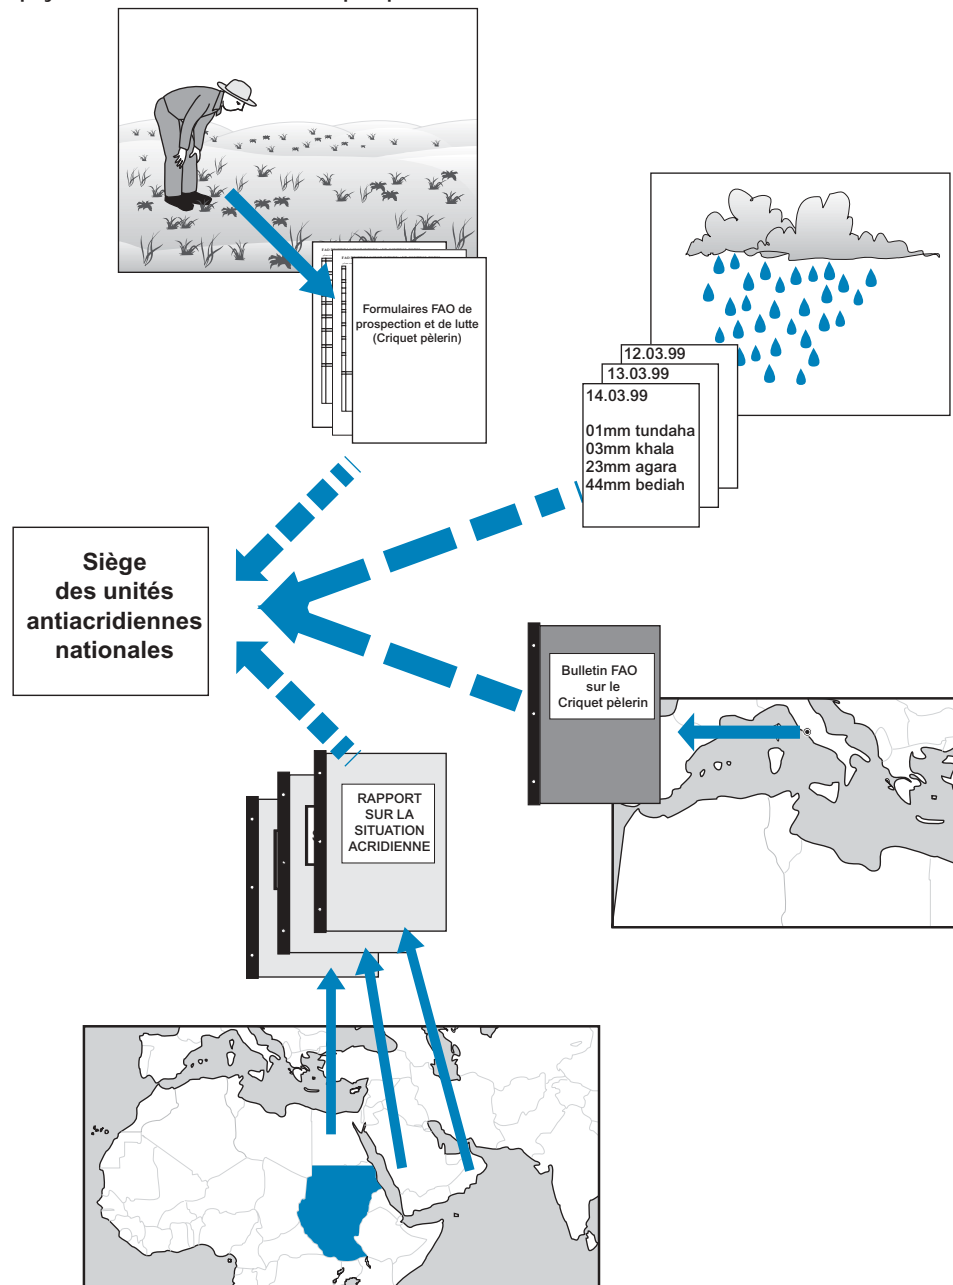 Formulaires FAO de
prospection et de lutte
(Criquet pèlerin)
12.03.99
13.03.99
14.03.99
01mm tundaha
03mm khala
23mm agara
44mm bediah
Siège
des unités
antiacridiennes
nationales
Bulletin FAO
sur le
Criquet pèlerin
RAPPORT
SUR LA
SITUATION
ACRIDIENNE